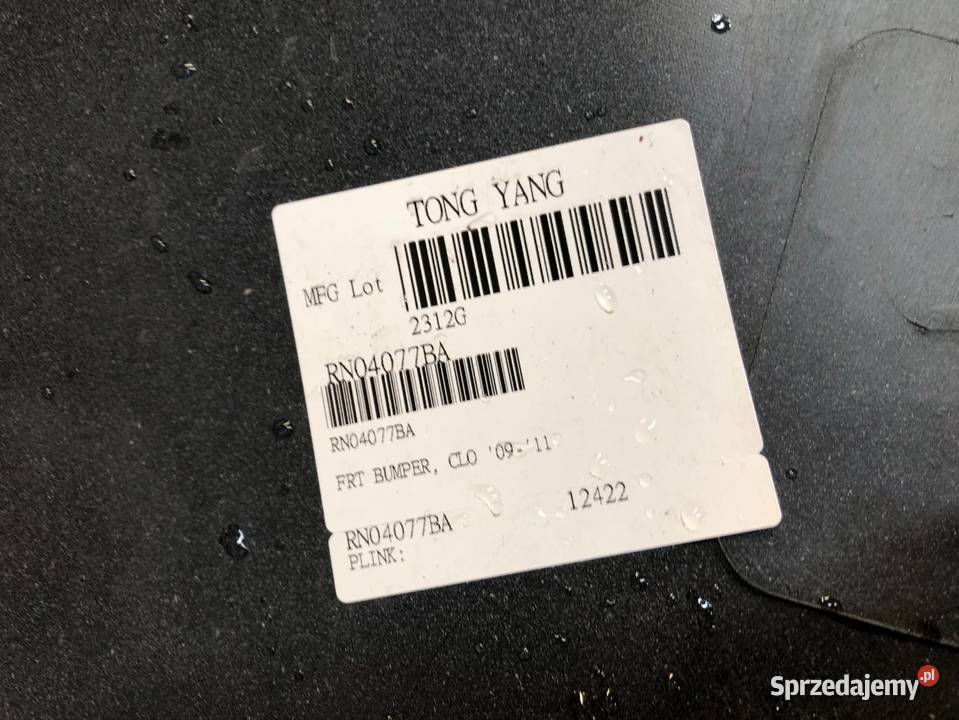 TONG YANG
MFG Lot
2312G
RN04077BA
RN04077BA
FRT BUMPER, CLO '09-'11
RN04077BA 12422
PLINK:
Sprzedajemy.pl